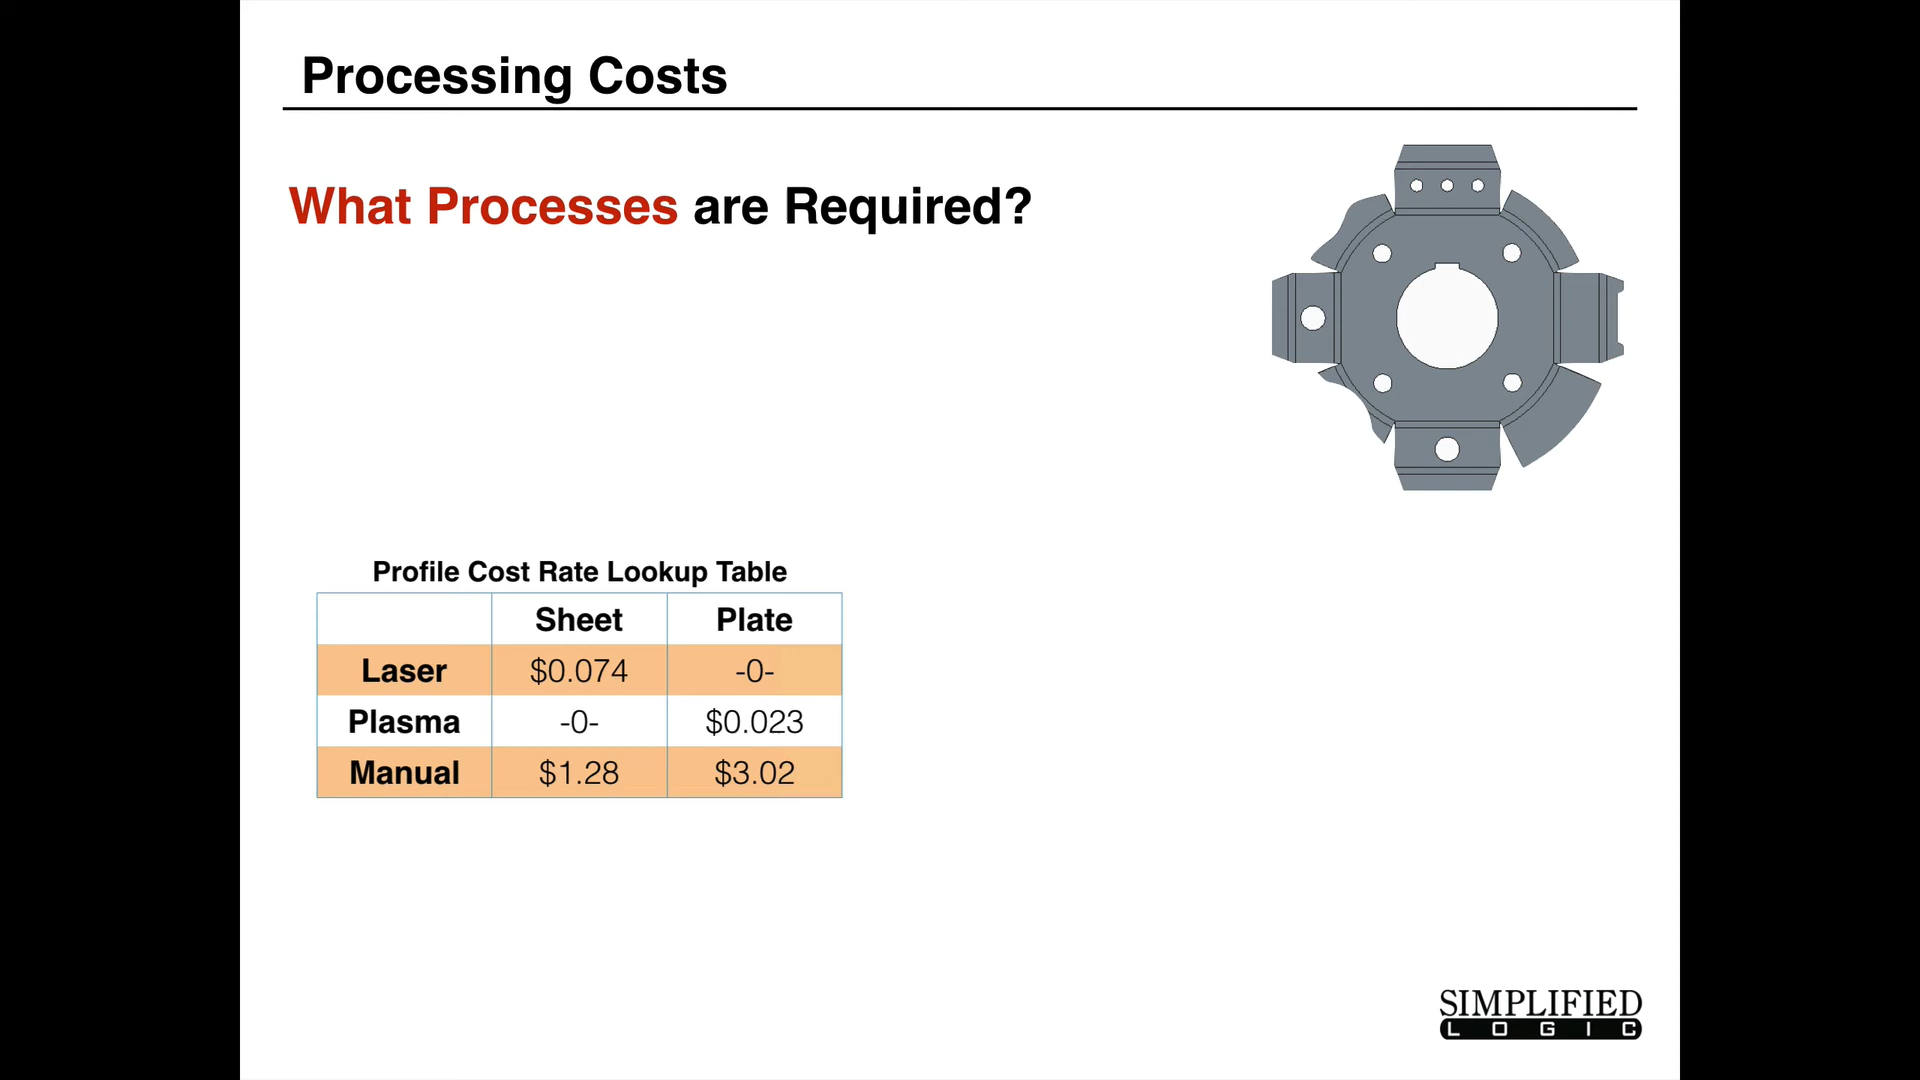 Processing Costs
What Processes are Required?
Profile Cost Rate Lookup Table
Sheet Plate
Laser $0.074 -0-
Plasma -0- $0.023
Manual $1.28 $3.02
SIMPLIFIED
LOGIC